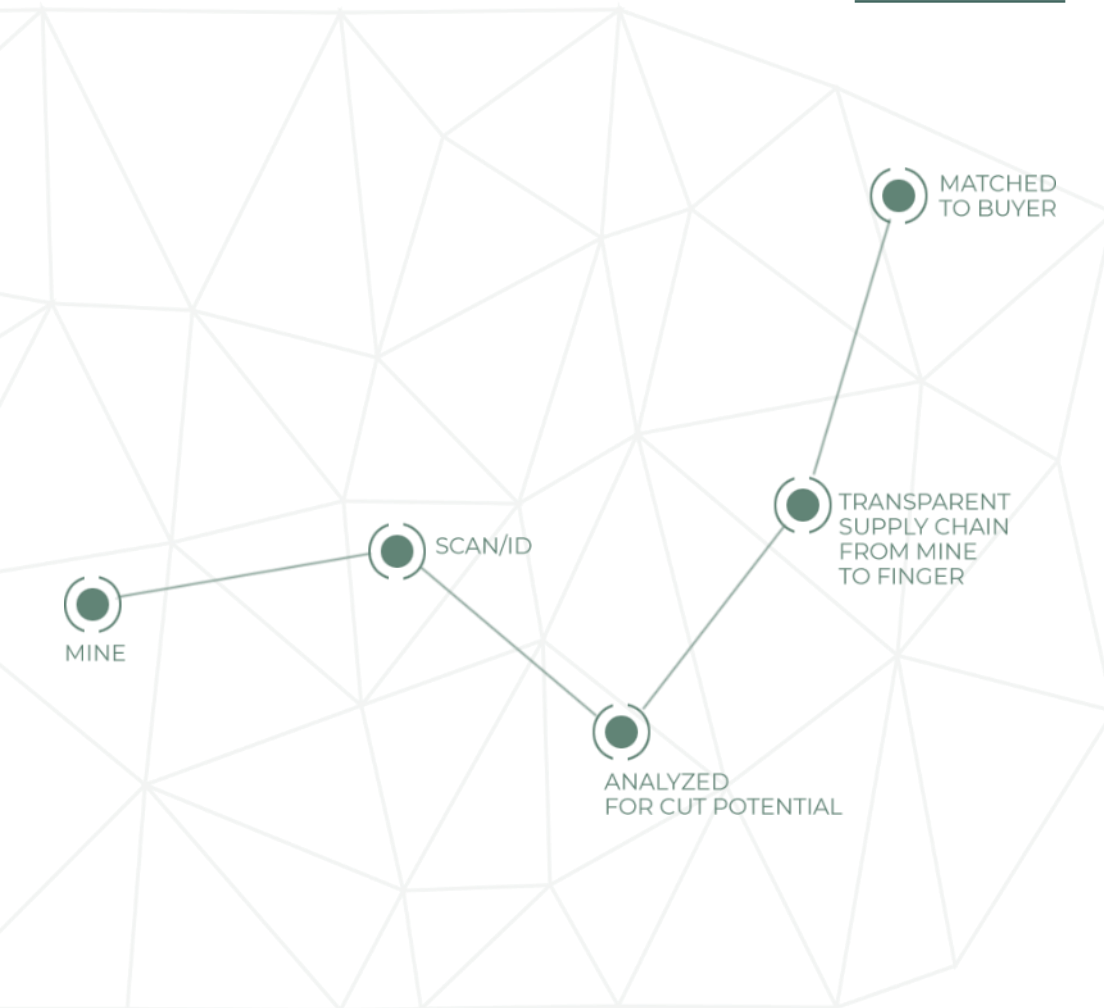 MATCHED
TO BUYER
TRANSPARENT
SUPPLY CHAIN
FROM MINE
TO FINGER
SCAN/ID
MINE
ANALYZED
FOR CUT POTENTIAL